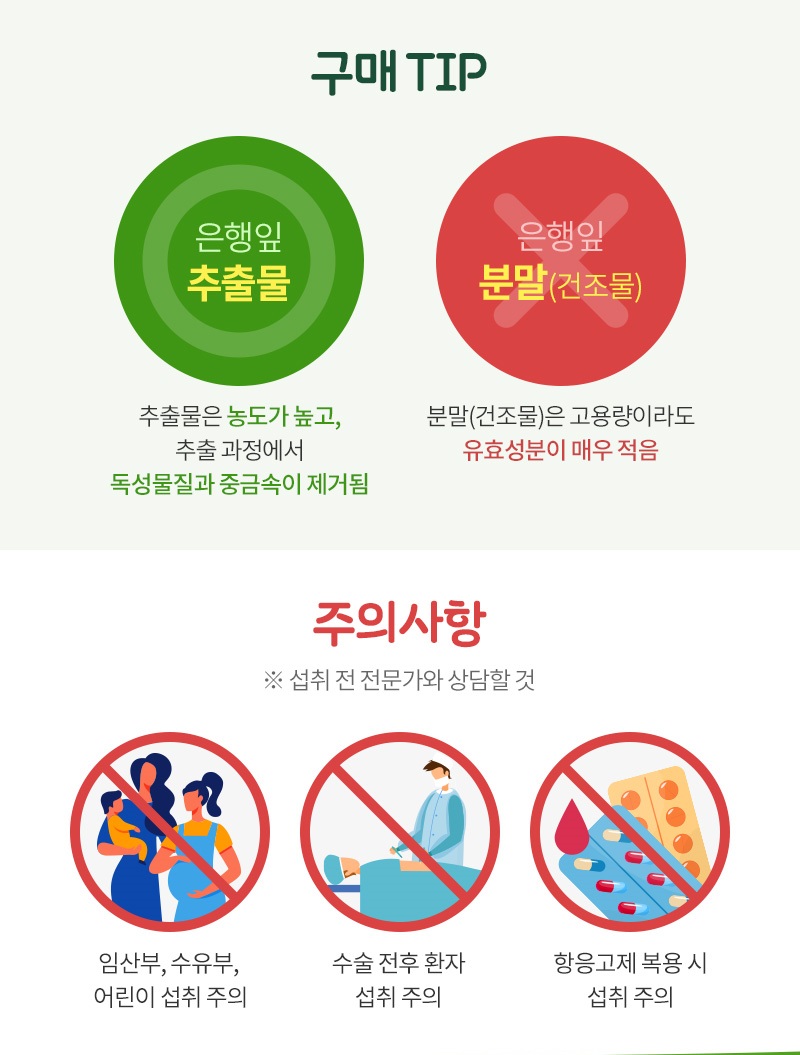 구매 TIP
은행잎
추출물
은행잎
분말(건조물)
추출물은 농도가 높고,
추출 과정에서
독성물질과 중금속이 제거됨
분말(건조물)은 고용량이라도
유효성분이 매우 적음
주의사항
※ 섭취 전 전문가와 상담할 것
임산부, 수유부,
어린이 섭취 주의
수술 전후 환자
섭취 주의
항응고제 복용 시
섭취 주의